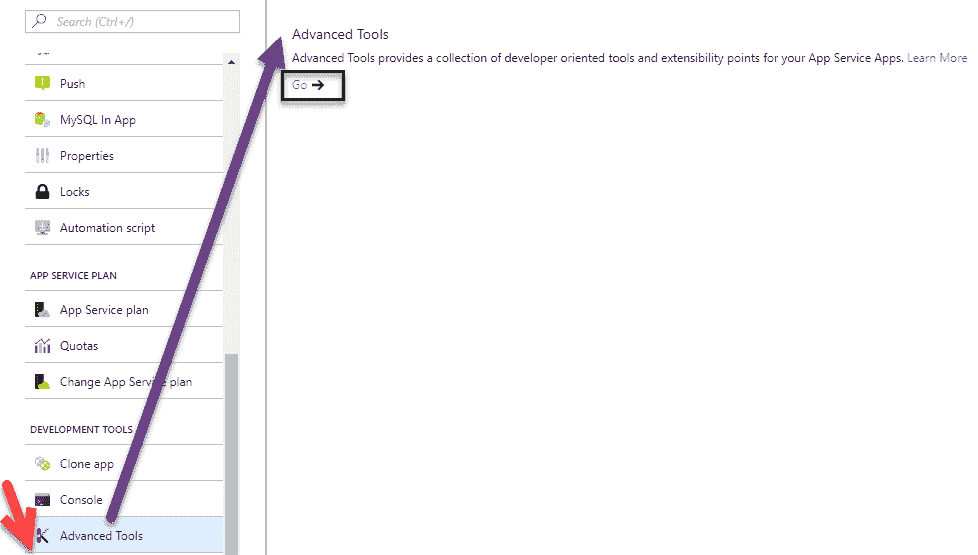 Search (Ctrl+/)
Push
MySQL In App
Properties
Locks
Automation script
APP SERVICE PLAN
App Service plan
Quotas
Change App Service plan
DEVELOPMENT TOOLS
Clone app
Console
Advanced Tools
Advanced Tools
Advanced Tools provides a collection of developer oriented tools and extensibility points for your App Service Apps. Learn More
Go →